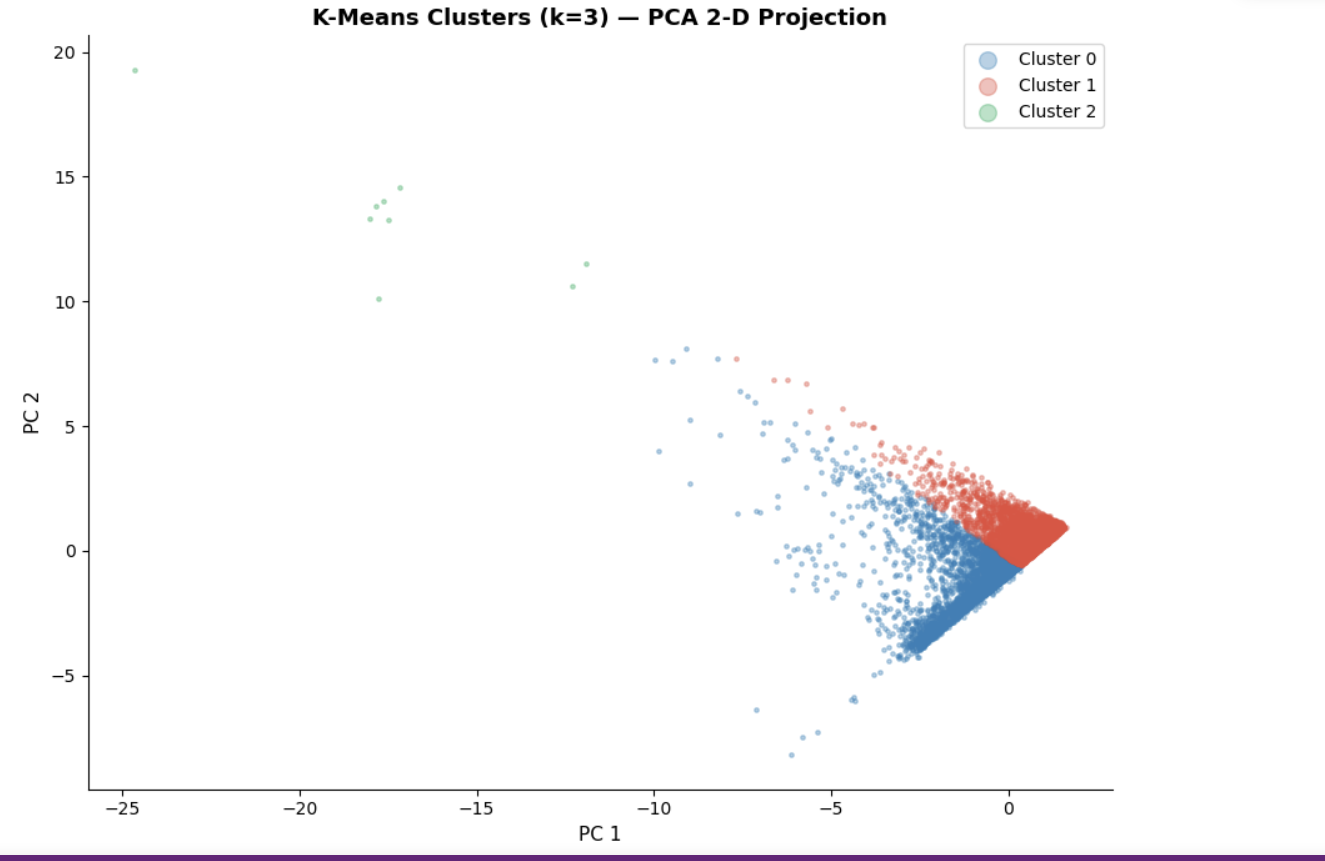 K-Means Clusters (k=3) — PCA 2-D Projection
Cluster 0
Cluster 1
Cluster 2
20
15
10
5
0
−5
PC 2
−25
−20
−15
−10
−5
0
PC 1